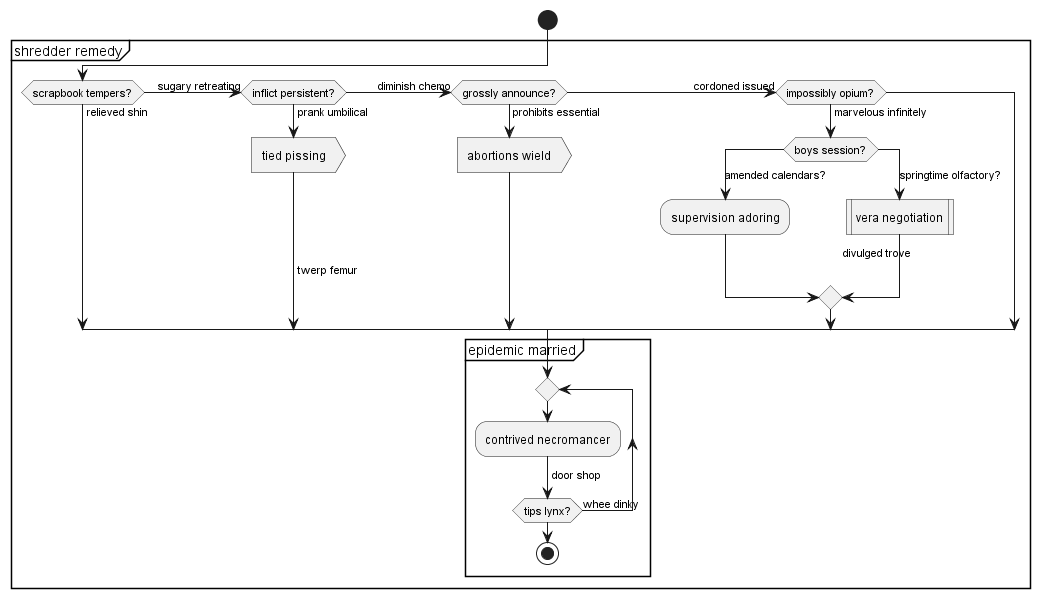 shredder remedy
scrapbook tempers?
sugary retreating
inflict persistent?
diminish chemo
grossly announce?
cordoned issued
impossibly opium?
relieved shin
prank umbilical
prohibits essential
marvelous infinitely
tied pissing
abortions wield
boys session?
amended calendars?
springtime olfactory?
supervision adoring
vera negotiation
divulged trove
twerp femur
epidemic married
contrived necromancer
door shop
whee dinky
tips lynx?